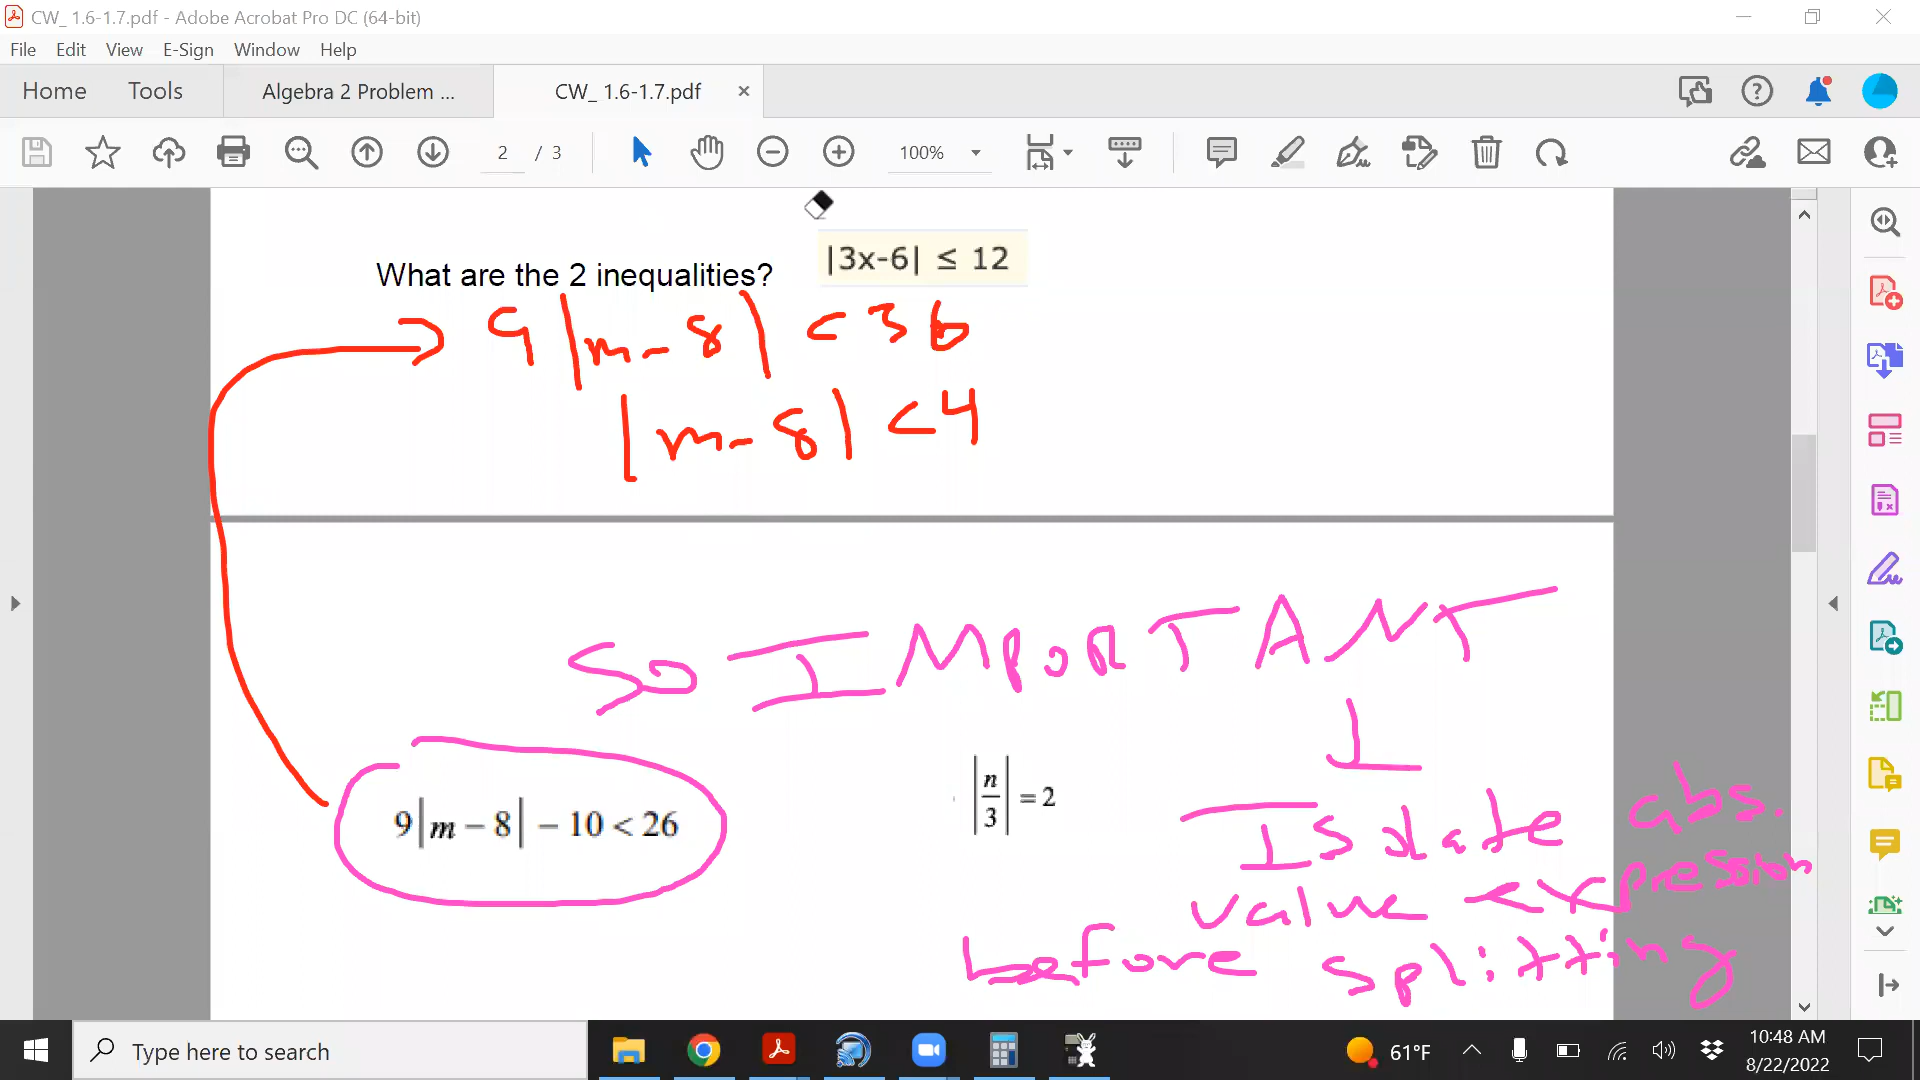 CW_ 1.6-1.7.pdf - Adobe Acrobat Pro DC (64-bit)
File Edit View E-Sign Window Help
Home Tools Algebra 2 Problem ... CW_ 1.6-1.7.pdf ×
2 / 3 100%
What are the 2 inequalities? |3x-6| ≤ 12
9|m-8| <36
|m-8| <4
SO IMPORTANT
9|m − 8| − 10 < 26
|n/3| = 2
Isolate abs.
value expression
before splitting
Type here to search
61°F
10:48 AM
8/22/2022